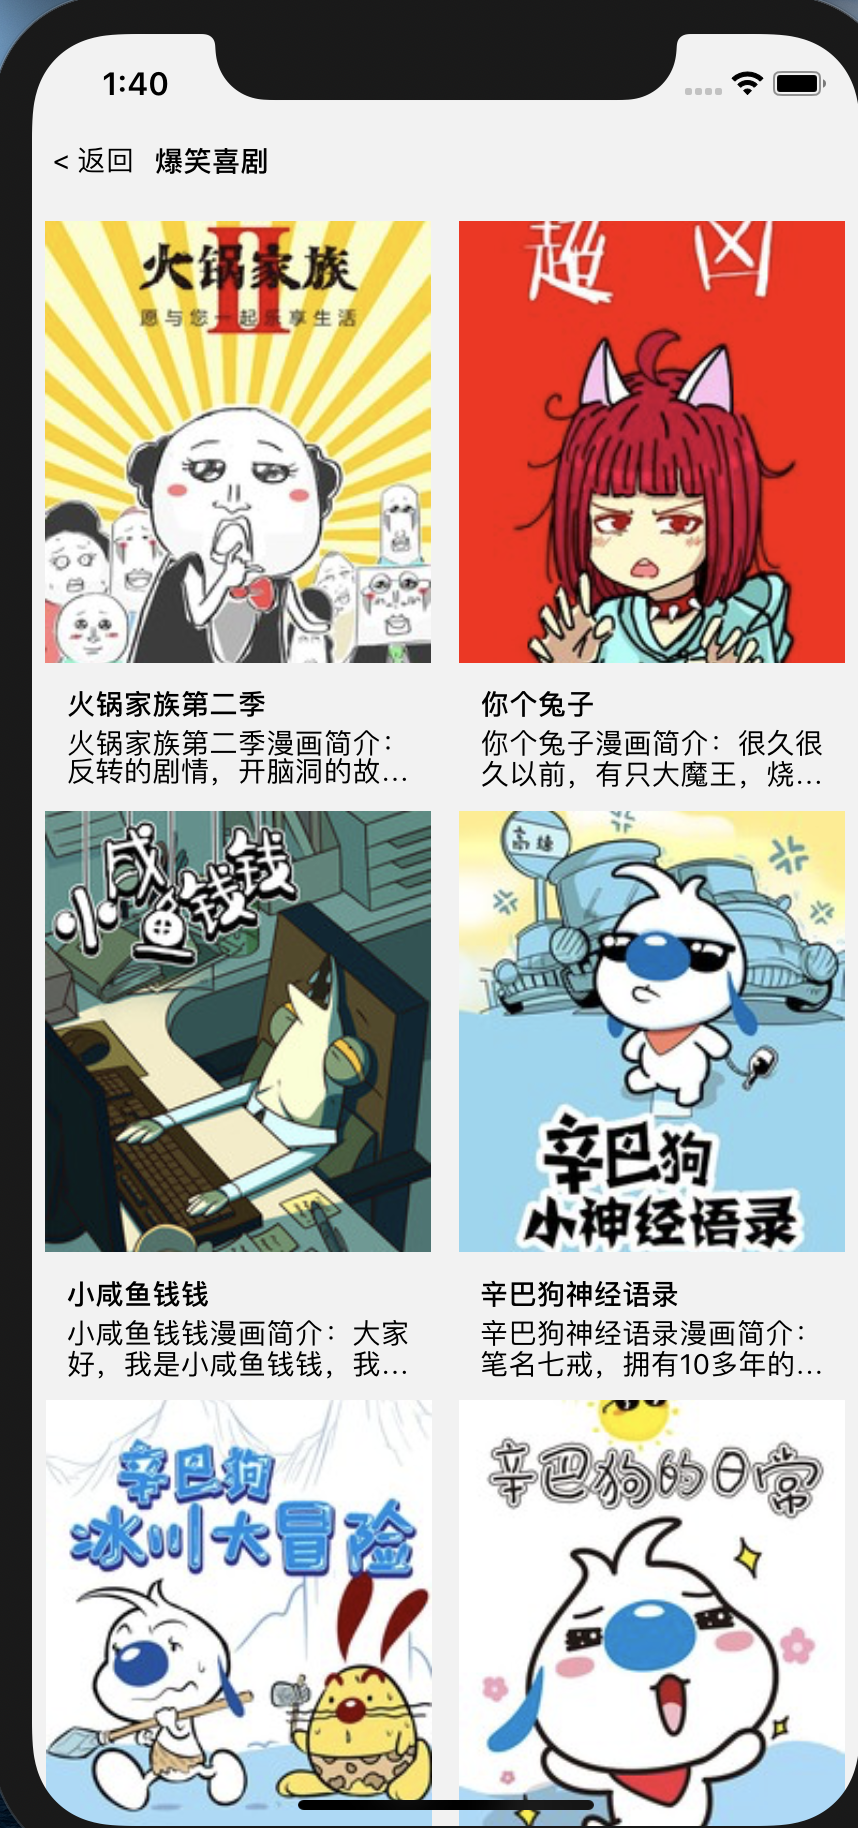 1:40
< 返回 爆笑喜剧
火锅家族
II
愿与您一起乐享生活
超 凶
火锅家族第二季
火锅家族第二季漫画简介：
反转的剧情，开脑洞的故...
你个兔子
你个兔子漫画简介：很久很
久以前，有只大魔王，烧...
小咸鱼钱钱
高速
辛巴狗
小神经语录
小咸鱼钱钱
小咸鱼钱钱漫画简介：大家
好，我是小咸鱼钱钱，我...
辛巴狗神经语录
辛巴狗神经语录漫画简介：
笔名七戒，拥有10多年的...
辛巴狗
冰川大冒险
辛巴狗的日常